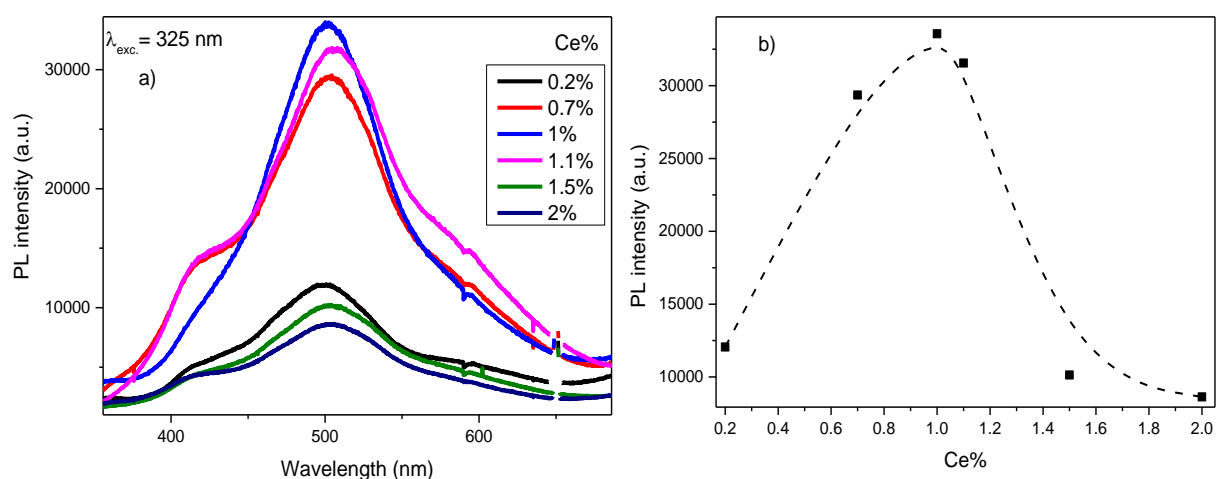 λexc.= 325 nm
a)
Ce%
0.2%
0.7%
1%
1.1%
1.5%
2%
30000
20000
10000
PL intensity (a.u.)
400 500 600
Wavelength (nm)
b)
30000
25000
20000
15000
10000
PL intensity (a.u.)
0.2 0.4 0.6 0.8 1.0 1.2 1.4 1.6 1.8 2.0
Ce%